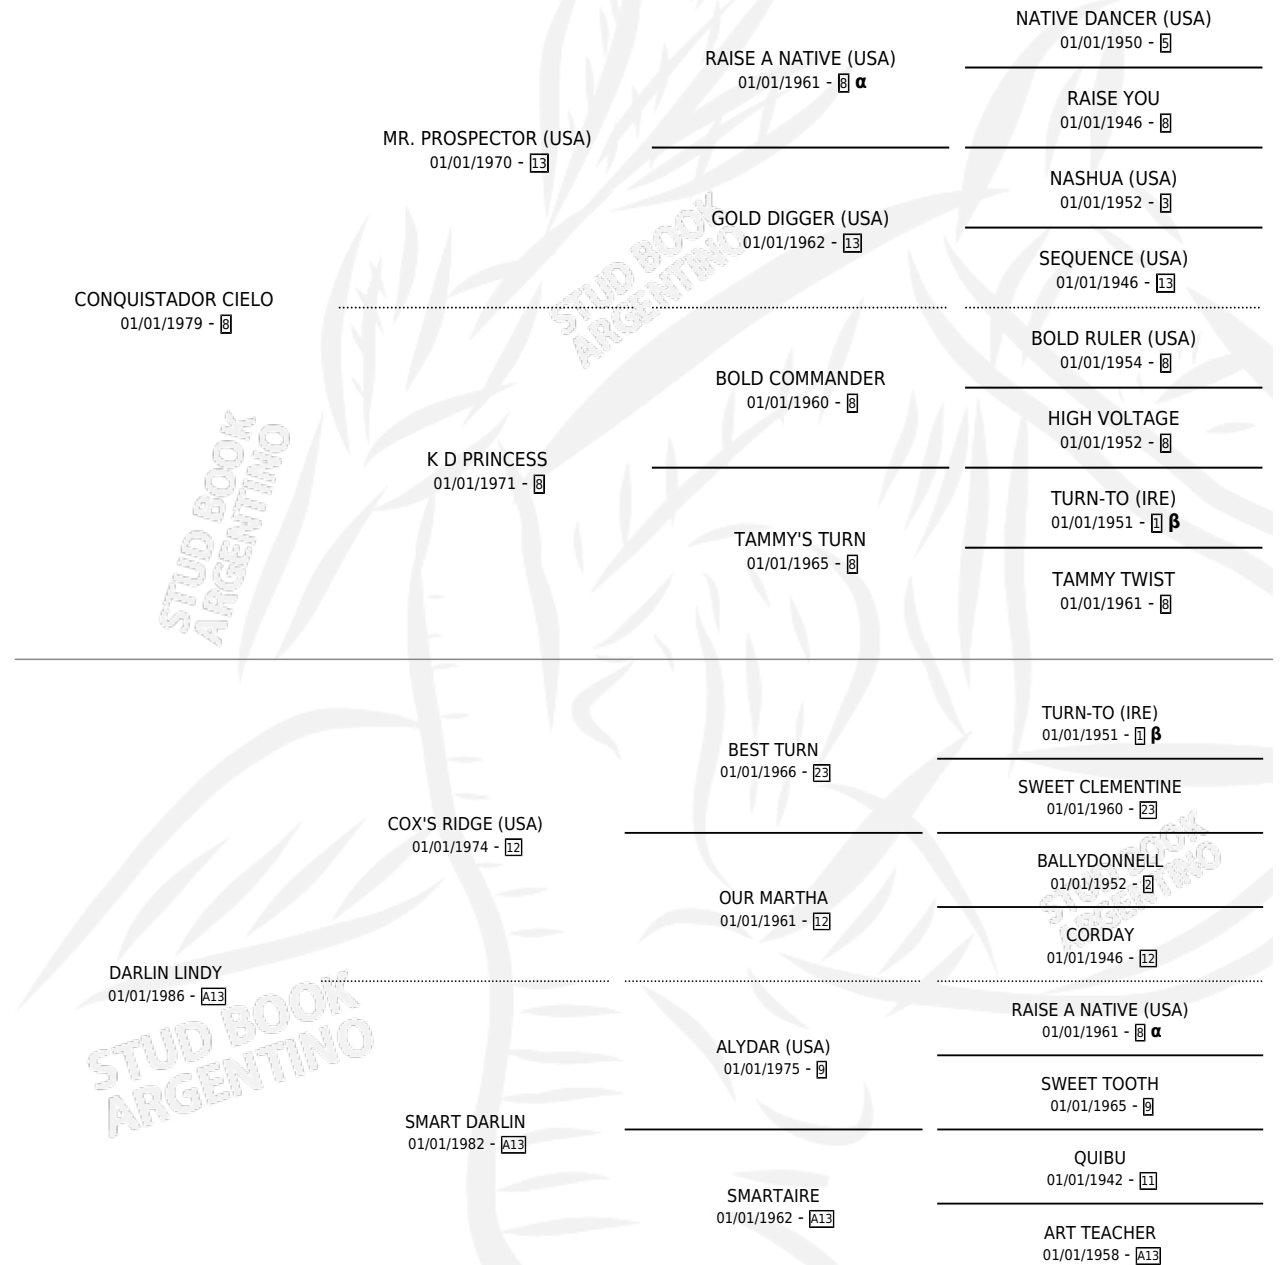 NATIVE DANCER (USA)
01/01/1950 - 5
RAISE A NATIVE (USA)
01/01/1961 - 8 α
RAISE YOU
01/01/1946 - 8
MR. PROSPECTOR (USA)
01/01/1970 - 13
NASHUA (USA)
01/01/1952 - 3
GOLD DIGGER (USA)
01/01/1962 - 13
SEQUENCE (USA)
01/01/1946 - 13
CONQUISTADOR CIELO
01/01/1979 - 8
STUD BOOK
ARGENTINO
BOLD RULER (USA)
01/01/1954 - 8
BOLD COMMANDER
01/01/1960 - 8
HIGH VOLTAGE
01/01/1952 - 8
K D PRINCESS
01/01/1971 - 8
STUD BOOK
ARGENTINO
TURN-TO (IRE)
01/01/1951 - 1 β
TAMMY'S TURN
01/01/1965 - 8
TAMMY TWIST
01/01/1961 - 8
TURN-TO (IRE)
01/01/1951 - 1 β
BEST TURN
01/01/1966 - 23
SWEET CLEMENTINE
01/01/1960 - 23
COX'S RIDGE (USA)
01/01/1974 - 12
BALLYDONNELL
01/01/1952 - 2
STUD BOOK
ARGENTINO
OUR MARTHA
01/01/1961 - 12
CORDAY
01/01/1946 - 12
DARLIN LINDY
01/01/1986 - A13
STUD BOOK
ARGENTINO
RAISE A NATIVE (USA)
01/01/1961 - 8 α
ALYDAR (USA)
01/01/1975 - 9
SWEET TOOTH
01/01/1965 - 9
SMART DARLIN
01/01/1982 - A13
QUIBU
01/01/1942 - 11
SMARTAIRE
01/01/1962 - A13
ART TEACHER
01/01/1958 - A13